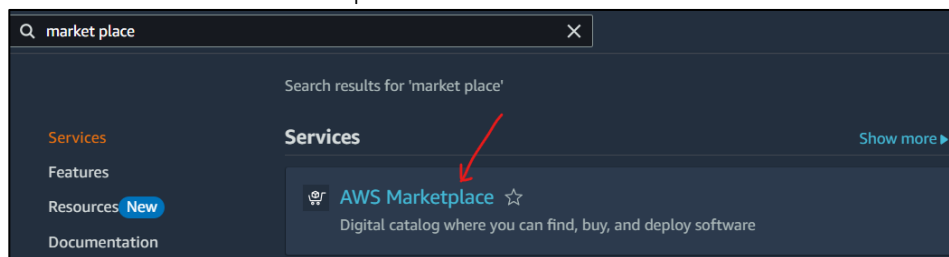 market place
Search results for 'market place'
Services
Features
Resources New
Documentation
Services
Show more
AWS Marketplace
Digital catalog where you can find, buy, and deploy software